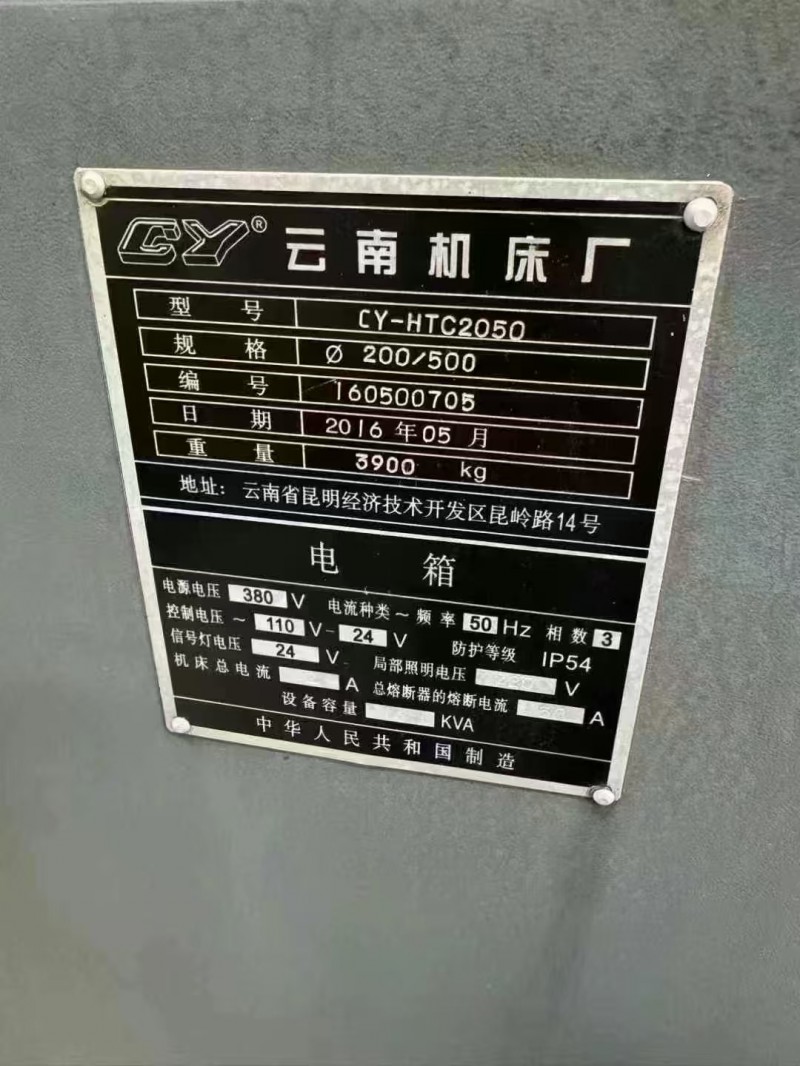 CY® 云南机床厂
型号 CY-HTC2050
规格 Ø 200/500
编号 160500705
日期 2016 年 05 月
重量 3900 kg
地址：云南省昆明经济技术开发区昆岭路14号
电箱
电源电压 380 V 电流种类 ~ 频率 50 Hz 相数 3
控制电压 ~ 110 V- 24 V 防护等级 IP54
信号灯电压 24 V- 局部照明电压 V
机床总电流 A 总熔断器的熔断电流 A
设备容量 KVA
中华人民共和国制造